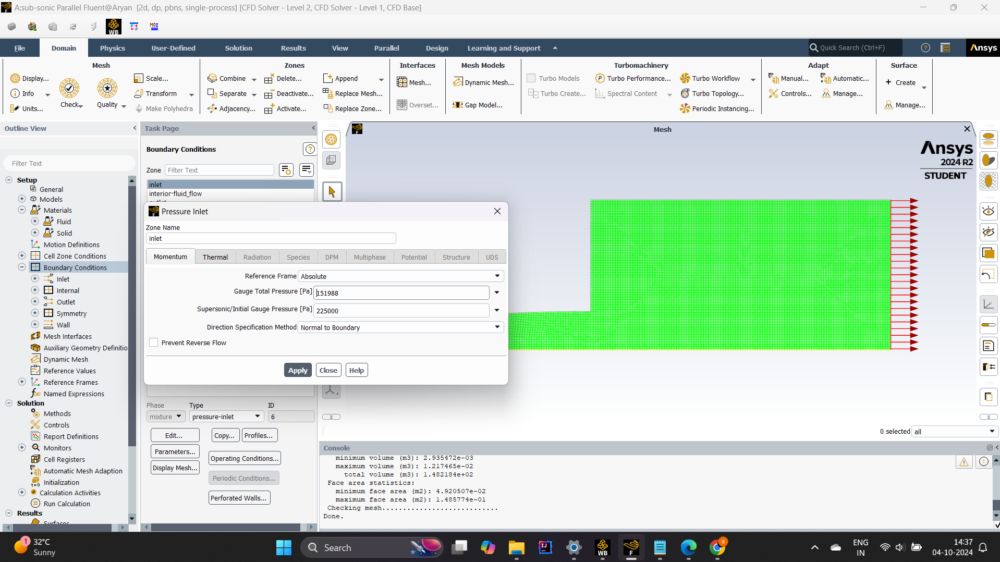 A:sub-sonic Parallel Fluent@Aryan  [2d, dp, pbns, single-process] [CFD Solver - Level 2, CFD Solver - Level 1, CFD Base]
WB
File Domain Physics User-Defined Solution Results View Parallel Design Learning and Support Quick Search (Ctrl+F) Ansys
Mesh Zones Interfaces Mesh Models Turbomachinery Adapt Surface
Display... Scale... Combine Delete... Append Mesh... Dynamic Mesh... Turbo Models Turbo Performance... Turbo Workflow Manual... Automatic... Create
Info Check Quality Transform Separate Deactivate... Replace Mesh... Turbo Create... Spectral Content Turbo Topology... Controls... Manage...
Units... Make Polyhedra Adjacency... Activate... Replace Zone... Overset... Gap Model... Periodic Instancing... Manage...
Outline View
Filter Text
Setup
General
Models
Materials
Fluid
Solid
Motion Definitions
Cell Zone Conditions
Boundary Conditions
Inlet
Internal
Outlet
Symmetry
Wall
Mesh Interfaces
Auxiliary Geometry Definitio
Dynamic Mesh
Reference Values
Reference Frames
Named Expressions
Solution
Methods
Controls
Report Definitions
Monitors
Cell Registers
Automatic Mesh Adaption
Initialization
Calculation Activities
Run Calculation
Results
Surfaces
Task Page
Boundary Conditions
Zone Filter Text
inlet
interior-fluid_flow
outlet
Pressure Inlet
Zone Name
inlet
Momentum Thermal Radiation Species DPM Multiphase Potential Structure UDS
Reference Frame Absolute
Gauge Total Pressure [Pa] 151988
Supersonic/Initial Gauge Pressure [Pa] 225000
Direction Specification Method Normal to Boundary
Prevent Reverse Flow
Apply Close Help
Phase Type ID
mixture pressure-inlet 6
Edit... Copy... Profiles...
Parameters... Operating Conditions...
Display Mesh... Periodic Conditions...
Perforated Walls...
Mesh
Ansys
2024 R2
STUDENT
0 selected all
Console
minimum volume (m3): 2.935472e-03
maximum volume (m3): 1.217465e-02
total volume (m3): 1.482184e+02
Face area statistics:
minimum face area (m2): 4.920507e-02
maximum face area (m2): 1.485774e-01
Checking mesh............................
Done.
1 32°C
Sunny
Search
WB
ENG
IN
14:37
04-10-2024